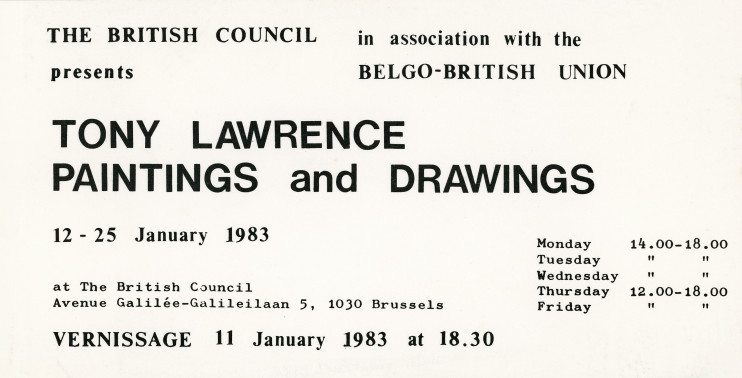 THE BRITISH COUNCIL in association with the
presents BELGO-BRITISH UNION
TONY LAWRENCE
PAINTINGS and DRAWINGS
12 - 25 January 1983
at The British Council
Avenue Galilée-Galileilaan 5, 1030 Brussels
VERNISSAGE 11 January 1983 at 18.30
Monday 14.00-18.00
Tuesday " "
Wednesday " "
Thursday 12.00-18.00
Friday " "